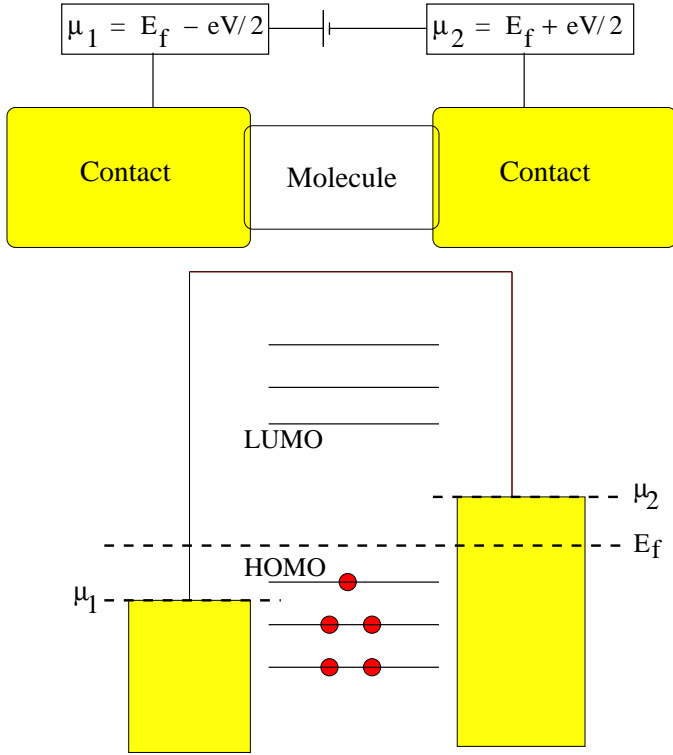 μ1 = Ef − eV/2
μ2 = Ef + eV/2
Contact
Molecule
Contact
LUMO
μ2
Ef
HOMO
μ1